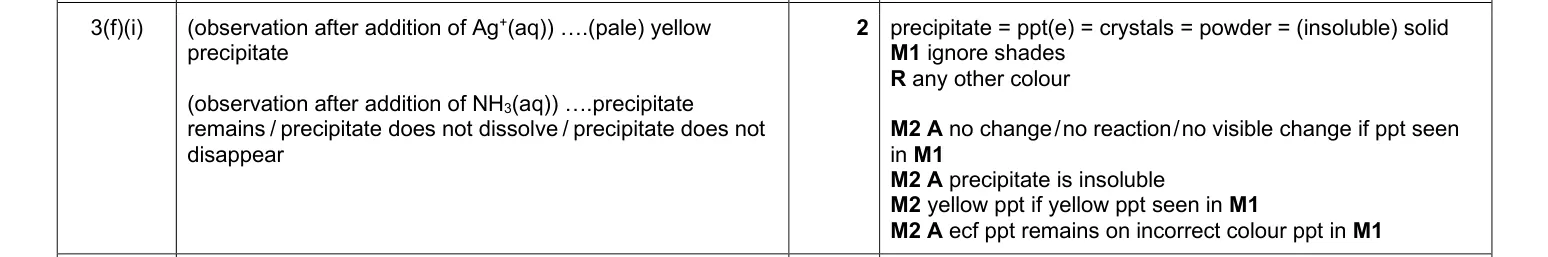 3(f)(i)
(observation after addition of Ag⁺(aq)) ….(pale) yellow
precipitate
(observation after addition of NH₃(aq)) ….precipitate
remains / precipitate does not dissolve / precipitate does not
disappear
2
precipitate = ppt(e) = crystals = powder = (insoluble) solid
M1 ignore shades
R any other colour
M2 A no change / no reaction / no visible change if ppt seen
in M1
M2 A precipitate is insoluble
M2 yellow ppt if yellow ppt seen in M1
M2 A ecf ppt remains on incorrect colour ppt in M1